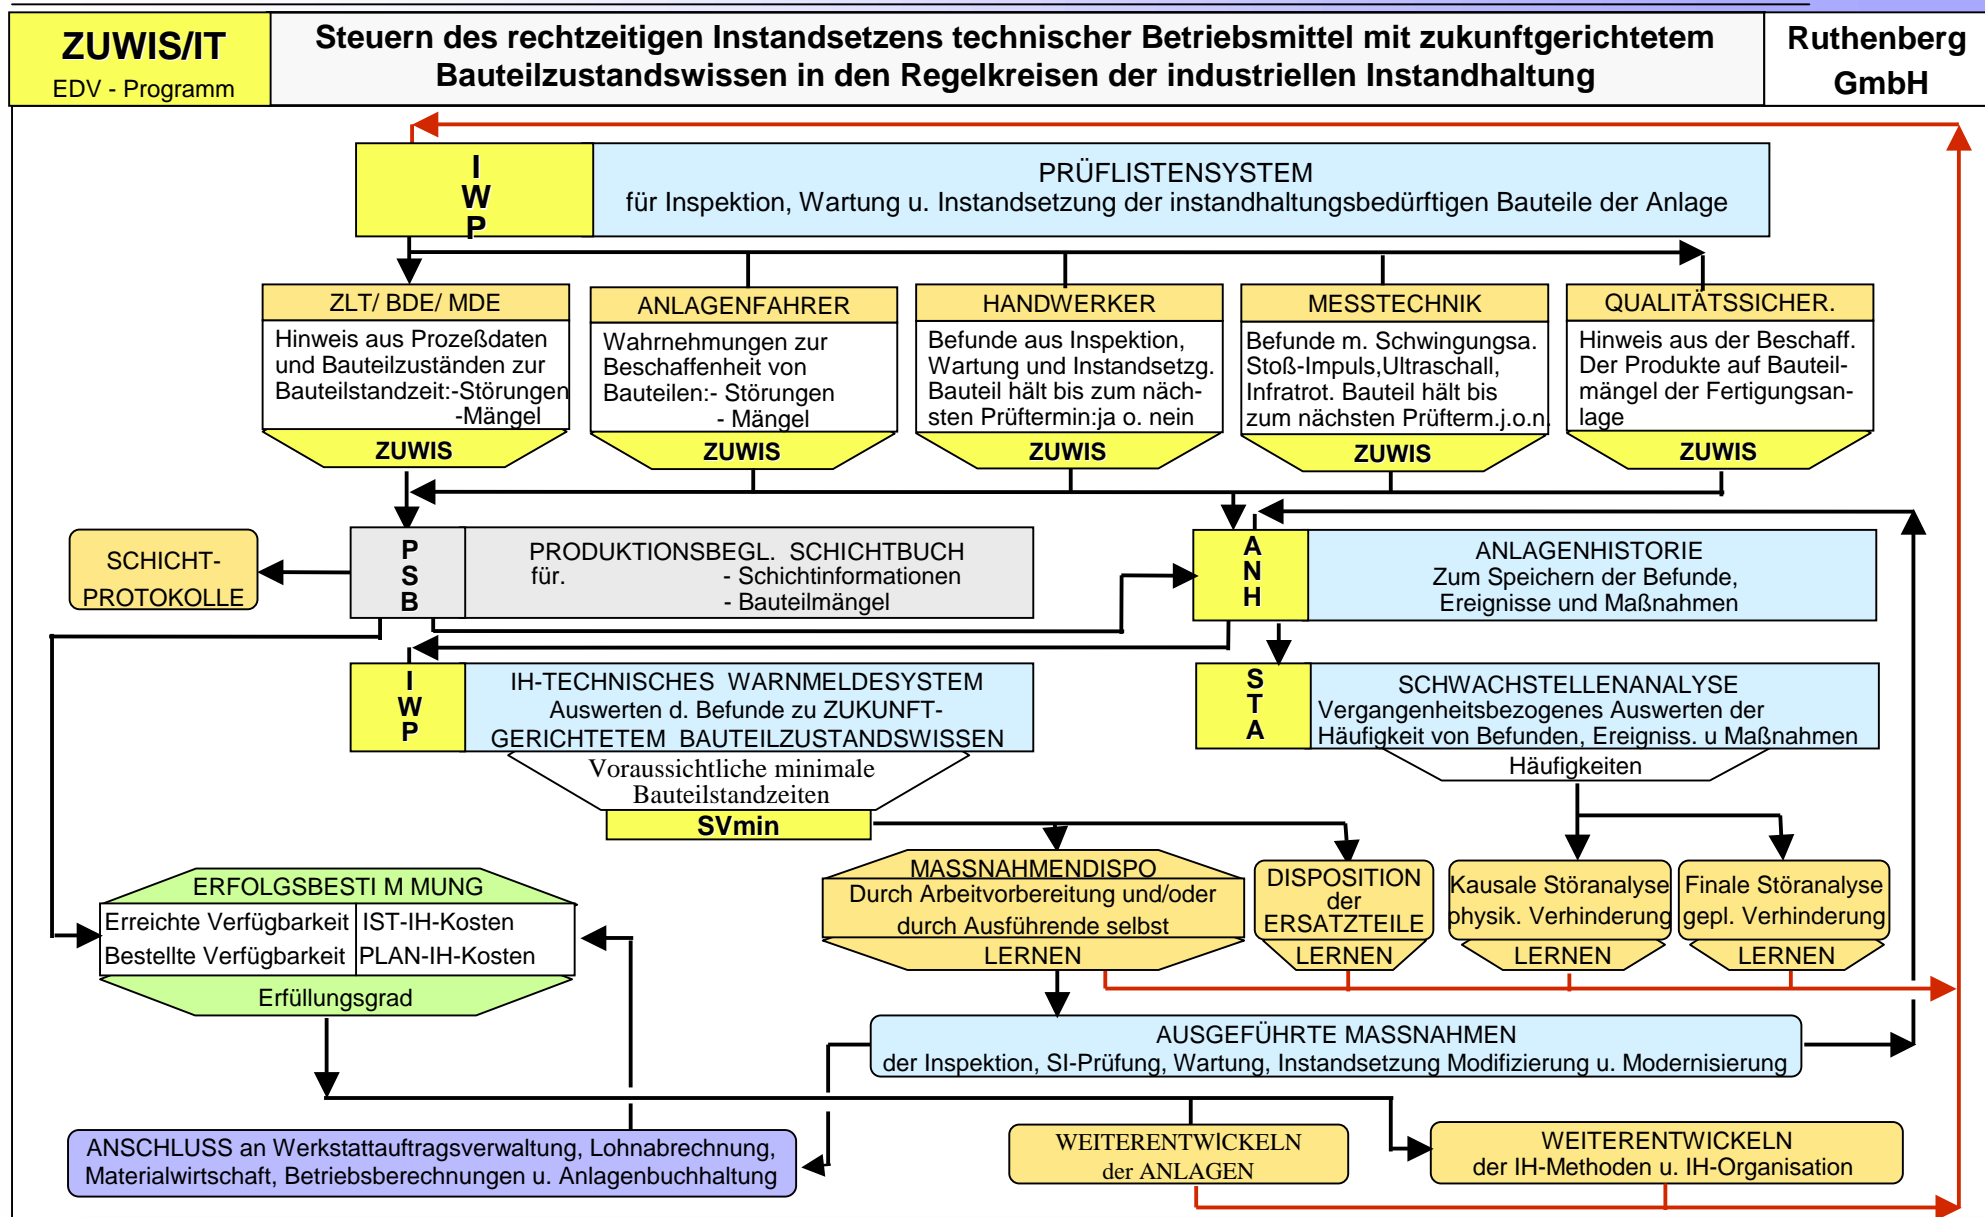 ZUWIS/IT
EDV - Programm
Steuern des rechtzeitigen Instandsetzens technischer Betriebsmittel mit zukunftgerichtetem
Bauteilzustandswissen in den Regelkreisen der industriellen Instandhaltung
Ruthenberg
GmbH
I
W
P
PRÜFLISTENSYSTEM
für Inspektion, Wartung u. Instandsetzung der instandhaltungsbedürftigen Bauteile der Anlage
ZLT/ BDE/ MDE
Hinweis aus Prozeßdaten
und Bauteilzuständen zur
Bauteilstandzeit:-Störungen
-Mängel
ZUWIS
ANLAGENFAHRER
Wahrnehmungen zur
Beschaffenheit von
Bauteilen:- Störungen
- Mängel
ZUWIS
HANDWERKER
Befunde aus Inspektion,
Wartung und Instandsetzg.
Bauteil hält bis zum näch-
sten Prüftermin:ja o. nein
ZUWIS
MESSTECHNIK
Befunde m. Schwingungsa.
Stoß-Impuls,Ultraschall,
Infratrot. Bauteil hält bis
zum nächsten Prüfterm.j.o.n.
ZUWIS
QUALITÄTSSICHER.
Hinweis aus der Beschaff.
Der Produkte auf Bauteil-
mängel der Fertigungsan-
lage
ZUWIS
SCHICHT-
PROTOKOLLE
P
S
B
PRODUKTIONSBEGL. SCHICHTBUCH
für. - Schichtinformationen
- Bauteilmängel
A
N
H
ANLAGENHISTORIE
Zum Speichern der Befunde,
Ereignisse und Maßnahmen
I
W
P
IH-TECHNISCHES WARNMELDESYSTEM
Auswerten d. Befunde zu ZUKUNFT-
GERICHTETEM BAUTEILZUSTANDSWISSEN
Voraussichtliche minimale
Bauteilstandzeiten
SVmin
S
T
A
SCHWACHSTELLENANALYSE
Vergangenheitsbezogenes Auswerten der
Häufigkeit von Befunden, Ereigniss. u Maßnahmen
Häufigkeiten
ERFOLGSBESTI M MUNG
Erreichte Verfügbarkeit IST-IH-Kosten
Bestellte Verfügbarkeit PLAN-IH-Kosten
Erfüllungsgrad
MASSNAHMENDISPO
Durch Arbeitvorbereitung und/oder
durch Ausführende selbst
LERNEN
DISPOSITION
der
ERSATZTEILE
LERNEN
Kausale Störanalyse
physik. Verhinderung
LERNEN
Finale Störanalyse
gepl. Verhinderung
LERNEN
AUSGEFÜHRTE MASSNAHMEN
der Inspektion, SI-Prüfung, Wartung, Instandsetzung Modifizierung u. Modernisierung
ANSCHLUSS an Werkstattauftragsverwaltung, Lohnabrechnung,
Materialwirtschaft, Betriebsberechnungen u. Anlagenbuchhaltung
WEITERENTWICKELN
der ANLAGEN
WEITERENTWICKELN
der IH-Methoden u. IH-Organisation